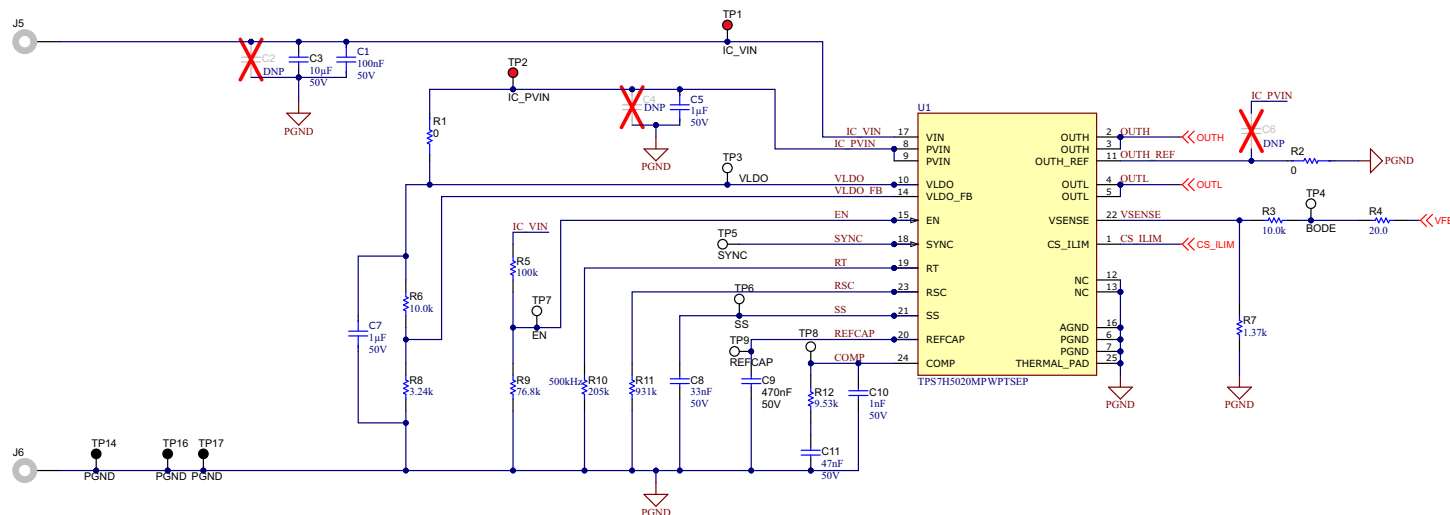 J5
TP1
IC_VIN
C2
DNP
C3
10µF
50V
C1
100nF
50V
PGND
TP2
IC_PVIN
C4
DNP
C5
1µF
50V
PGND
R1
0
TP3
VLDO
U1
IC_VIN 17 VIN
IC_PVIN 8 PVIN
9 PVIN
VLDO 10 VLDO
VLDO_FB 14 VLDO_FB
EN 15 EN
SYNC 18 SYNC
RT 19 RT
RSC 23 RSC
SS 21 SS
REFCAP 20 REFCAP
COMP 24 COMP
OUTH 2 OUTH OUTH
OUTH 3
OUTH_REF 11 OUTH_REF
OUTL 4 OUTL OUTL
OUTL 5
VSENSE 22 VSENSE
CS_ILIM 1 CS_ILIM CS_ILIM
NC 12
NC 13
AGND 16
PGND 6
PGND 7
THERMAL_PAD 25
TPS7H5020MPWPTSEP
PGND
IC_PVIN
C6
DNP
R2
0
PGND
R3
10.0k
TP4
BODE
R4
20.0
VFB
R7
1.37k
PGND
TP5
SYNC
IC_VIN
R5
100k
TP7
EN
TP6
SS
TP9
REFCAP
TP8
C7
1µF
50V
R6
10.0k
R8
3.24k
R9
76.8k
500kHz
R10
205k
R11
931k
C8
33nF
50V
C9
470nF
50V
R12
9.53k
C10
1nF
50V
C11
47nF
50V
J6
TP14
PGND
TP16
PGND
TP17
PGND
PGND